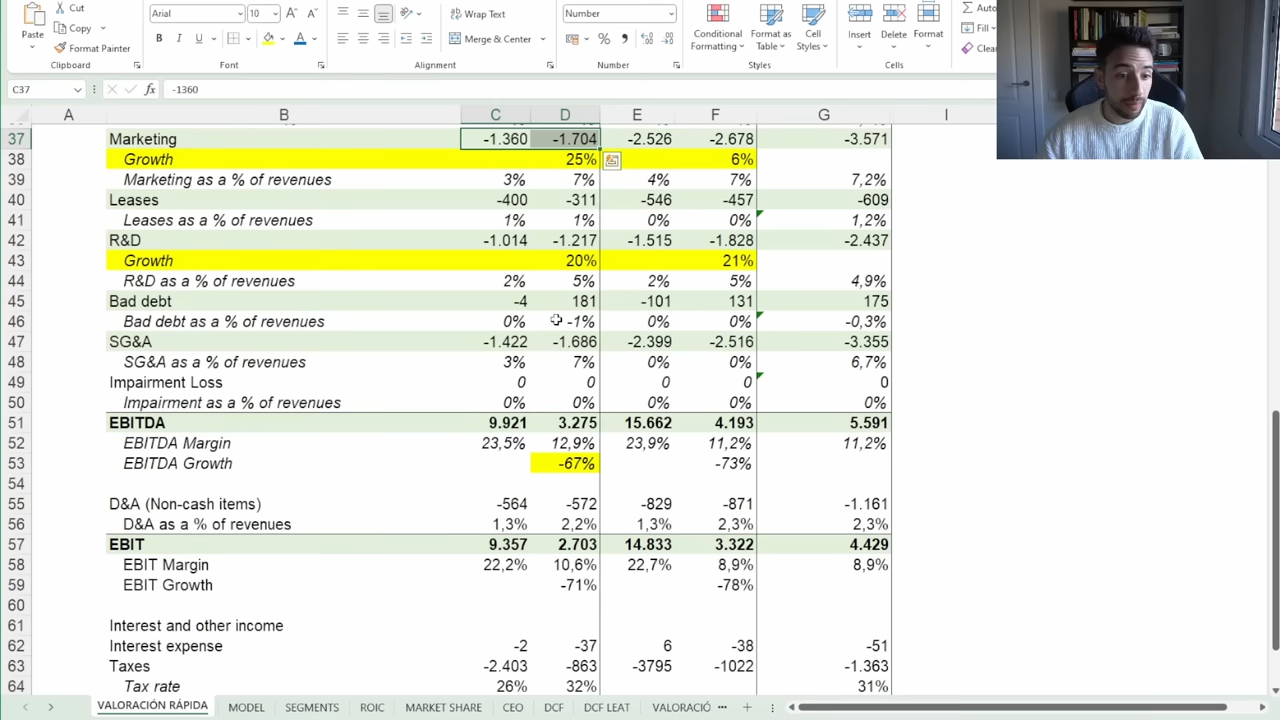 Cut Arial 10 A^ Aˇ Wrap Text Number Auto
Paste Copy B I U A Merge & Center % Conditional Formatting Format as Table Cell Styles Insert Delete Format Fill
Format Painter Clea
Clipboard Font Alignment Number Styles Cells
C37 fx -1360
A B C D E F G I
37 Marketing -1.360 -1.704 -2.526 -2.678 -3.571
38 Growth 25% 6%
39 Marketing as a % of revenues 3% 7% 4% 7% 7,2%
40 Leases -400 -311 -546 -457 -609
41 Leases as a % of revenues 1% 1% 0% 0% 1,2%
42 R&D -1.014 -1.217 -1.515 -1.828 -2.437
43 Growth 20% 21%
44 R&D as a % of revenues 2% 5% 2% 5% 4,9%
45 Bad debt -4 181 -101 131 175
46 Bad debt as a % of revenues 0% -1% 0% 0% -0,3%
47 SG&A -1.422 -1.686 -2.399 -2.516 -3.355
48 SG&A as a % of revenues 3% 7% 0% 0% 6,7%
49 Impairment Loss 0 0 0 0 0
50 Impairment as a % of revenues 0% 0% 0% 0% 0%
51 EBITDA 9.921 3.275 15.662 4.193 5.591
52 EBITDA Margin 23,5% 12,9% 23,9% 11,2% 11,2%
53 EBITDA Growth -67% -73%
54
55 D&A (Non-cash items) -564 -572 -829 -871 -1.161
56 D&A as a % of revenues 1,3% 2,2% 1,3% 2,3% 2,3%
57 EBIT 9.357 2.703 14.833 3.322 4.429
58 EBIT Margin 22,2% 10,6% 22,7% 8,9% 8,9%
59 EBIT Growth -71% -78%
60
61 Interest and other income
62 Interest expense -2 -37 6 -38 -51
63 Taxes -2.403 -863 -3795 -1022 -1.363
64 Tax rate 26% 32% 31%
VALORACIÓN RÁPIDA MODEL SEGMENTS ROIC MARKET SHARE CEO DCF DCF LEAT VALORACIÓ ...